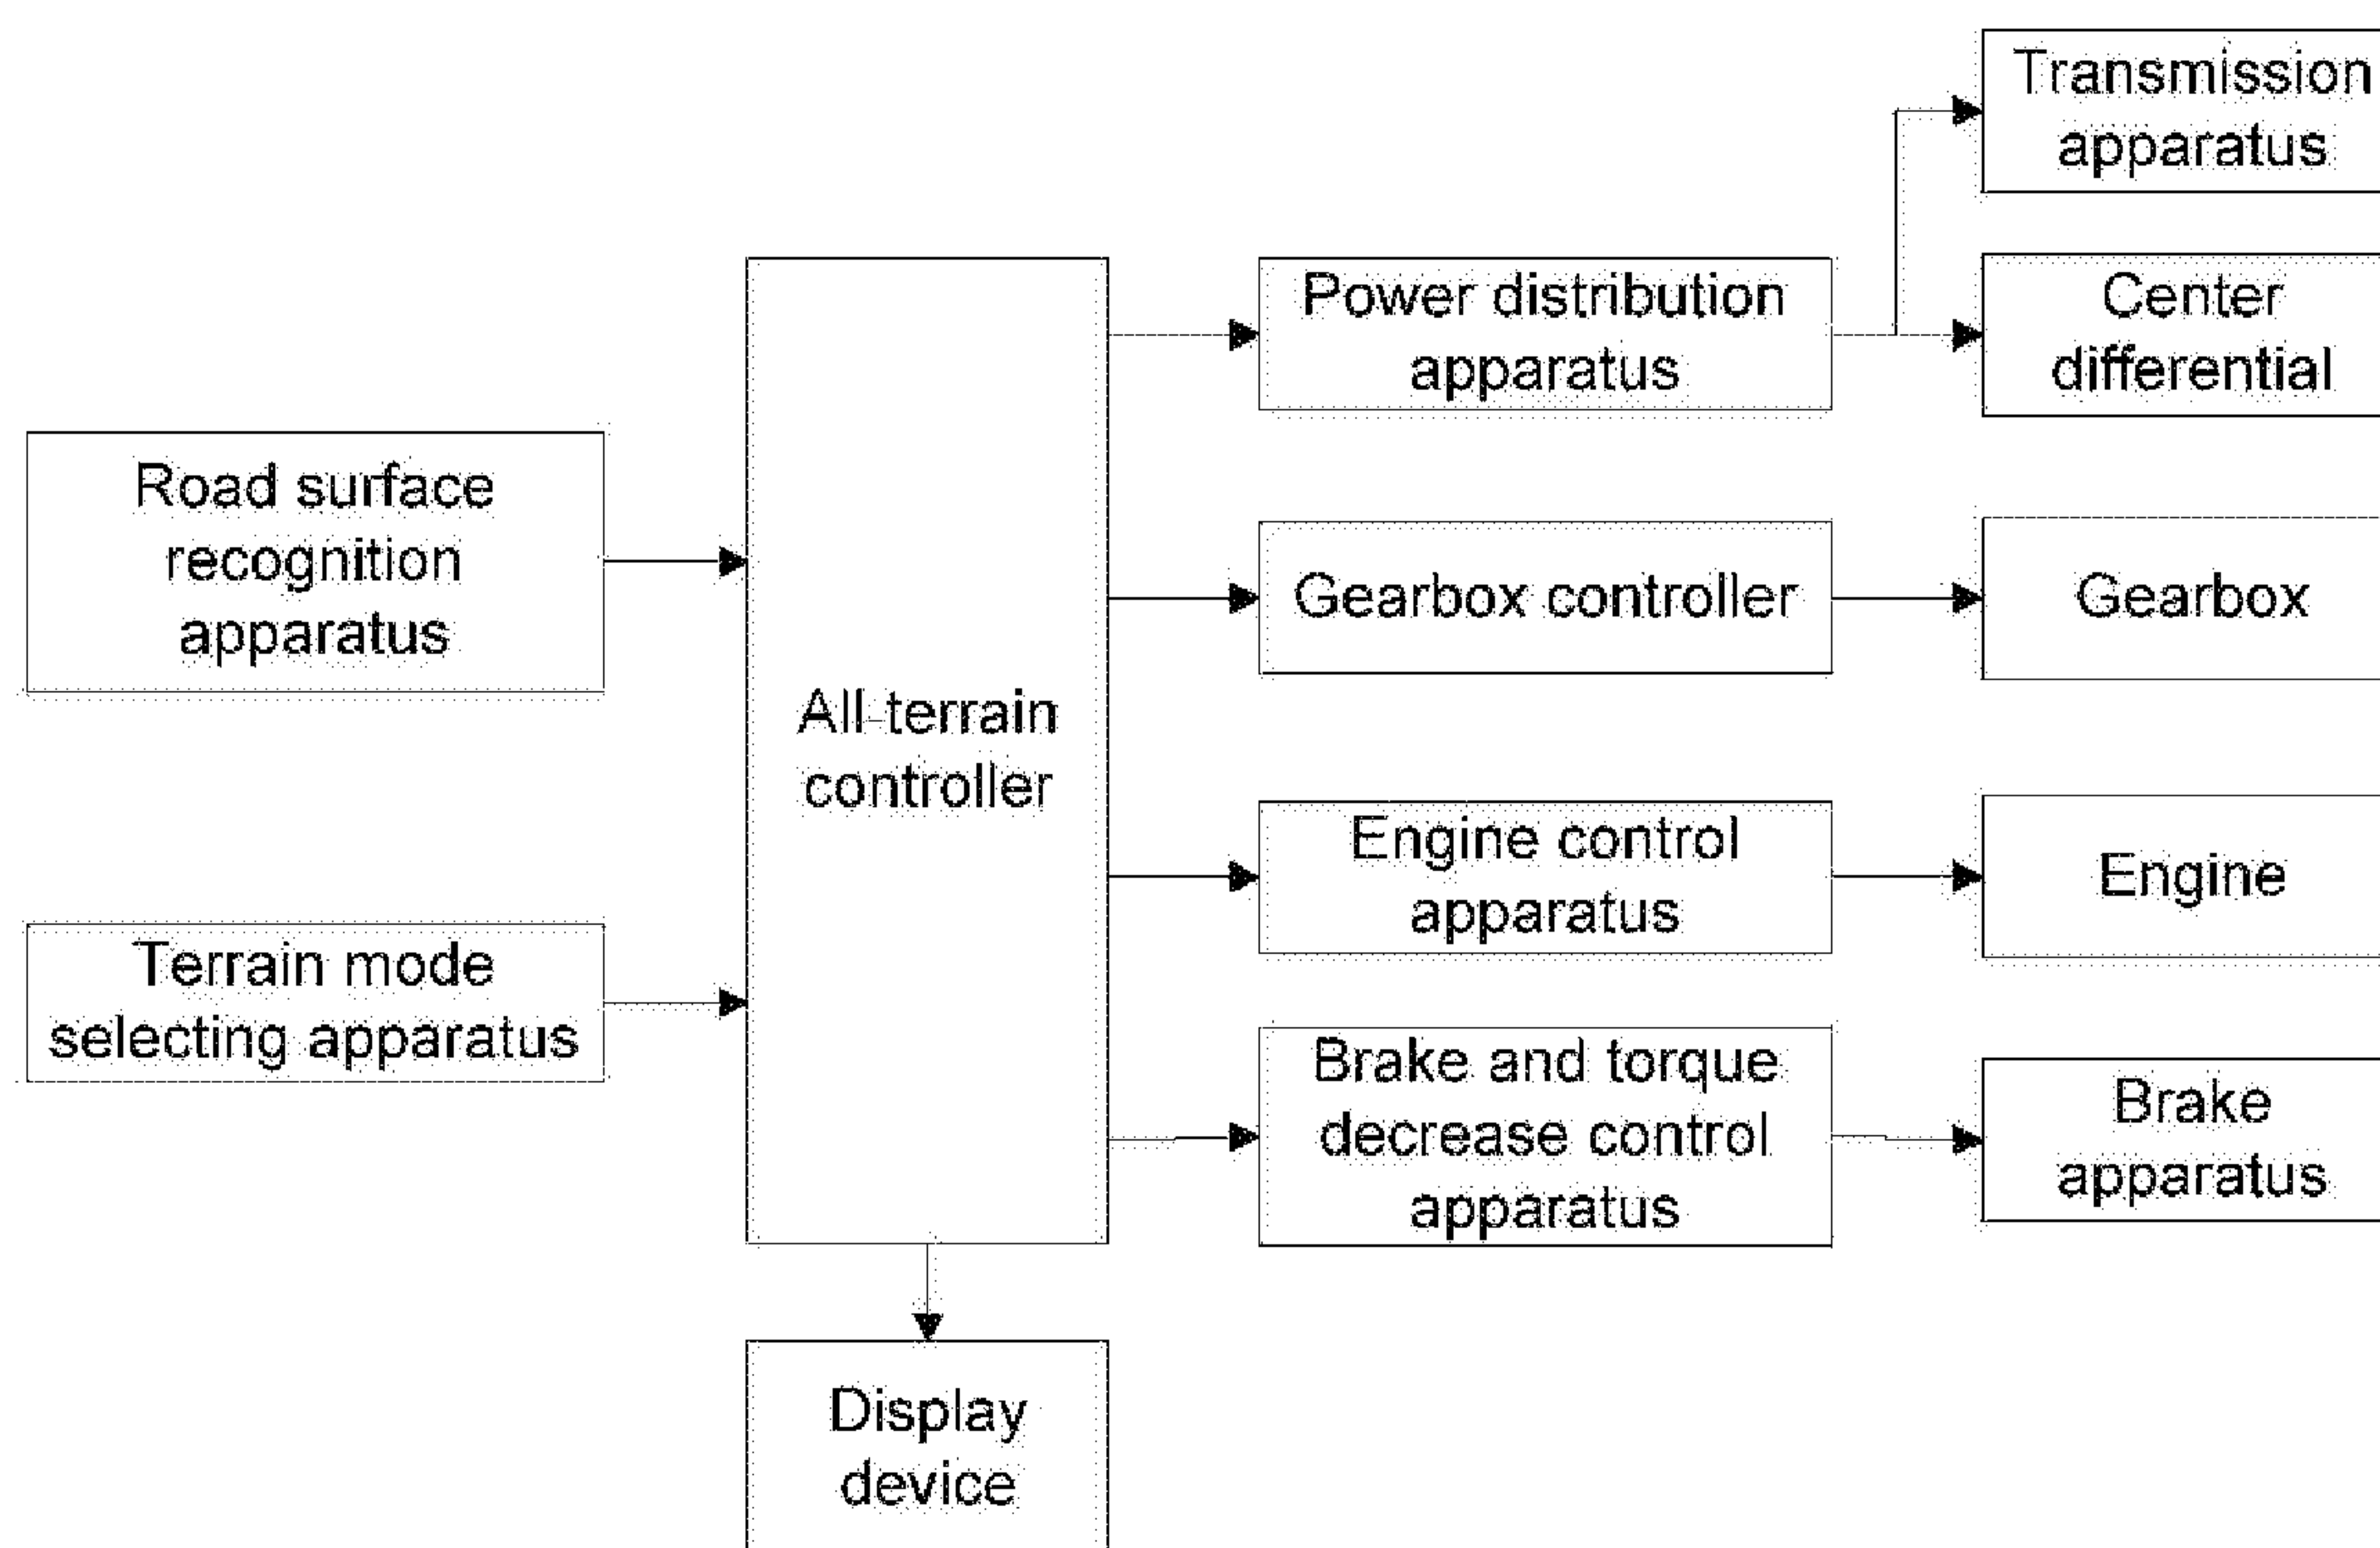 Transmission
apparatus
Power distribution
apparatus
Center
differential
Road surface
recognition
apparatus
Gearbox controller
Gearbox
All-terrain
controller
Engine control
apparatus
Engine
Terrain mode
selecting apparatus
Brake and torque
decrease control
apparatus
Brake
apparatus
Display
device